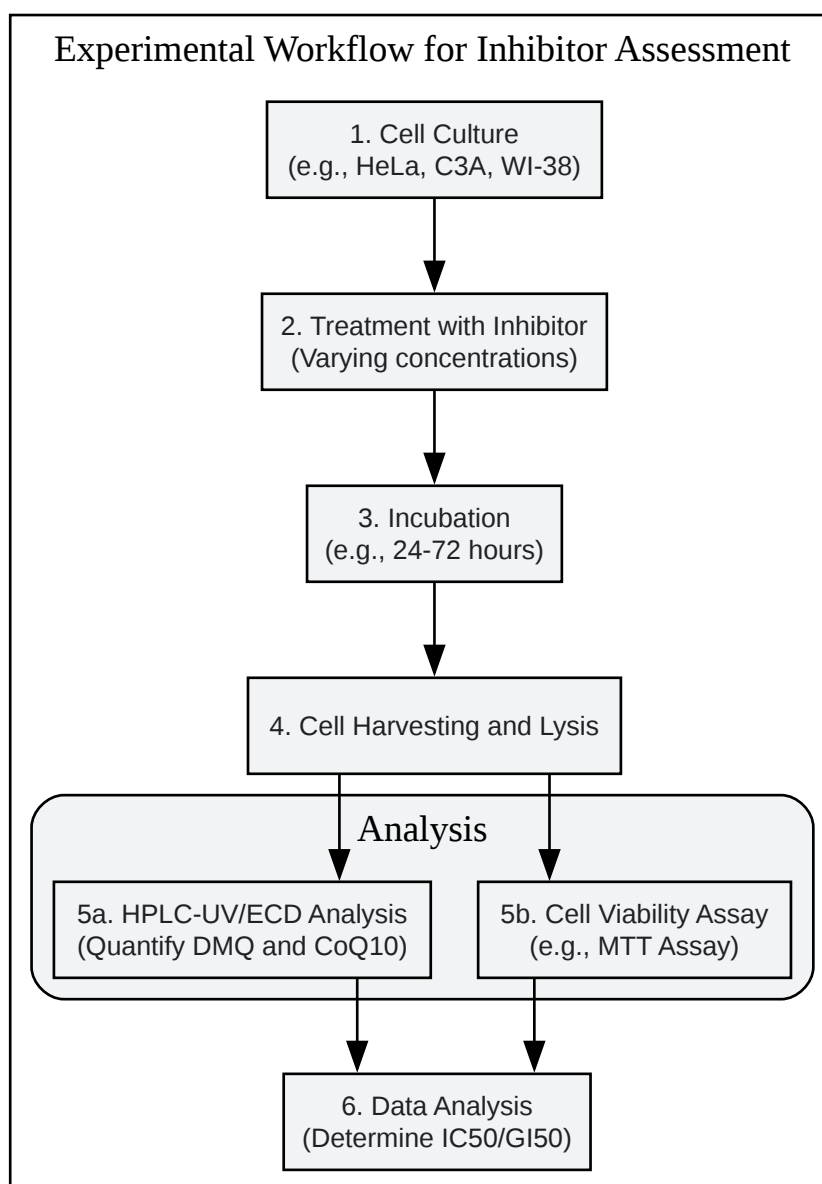 Experimental Workflow for Inhibitor Assessment
1. Cell Culture
(e.g., HeLa, C3A, WI-38)
2. Treatment with Inhibitor
(Varying concentrations)
3. Incubation
(e.g., 24-72 hours)
4. Cell Harvesting and Lysis
Analysis
5a. HPLC-UV/ECD Analysis
(Quantify DMQ and CoQ10)
5b. Cell Viability Assay
(e.g., MTT Assay)
6. Data Analysis
(Determine IC50/GI50)